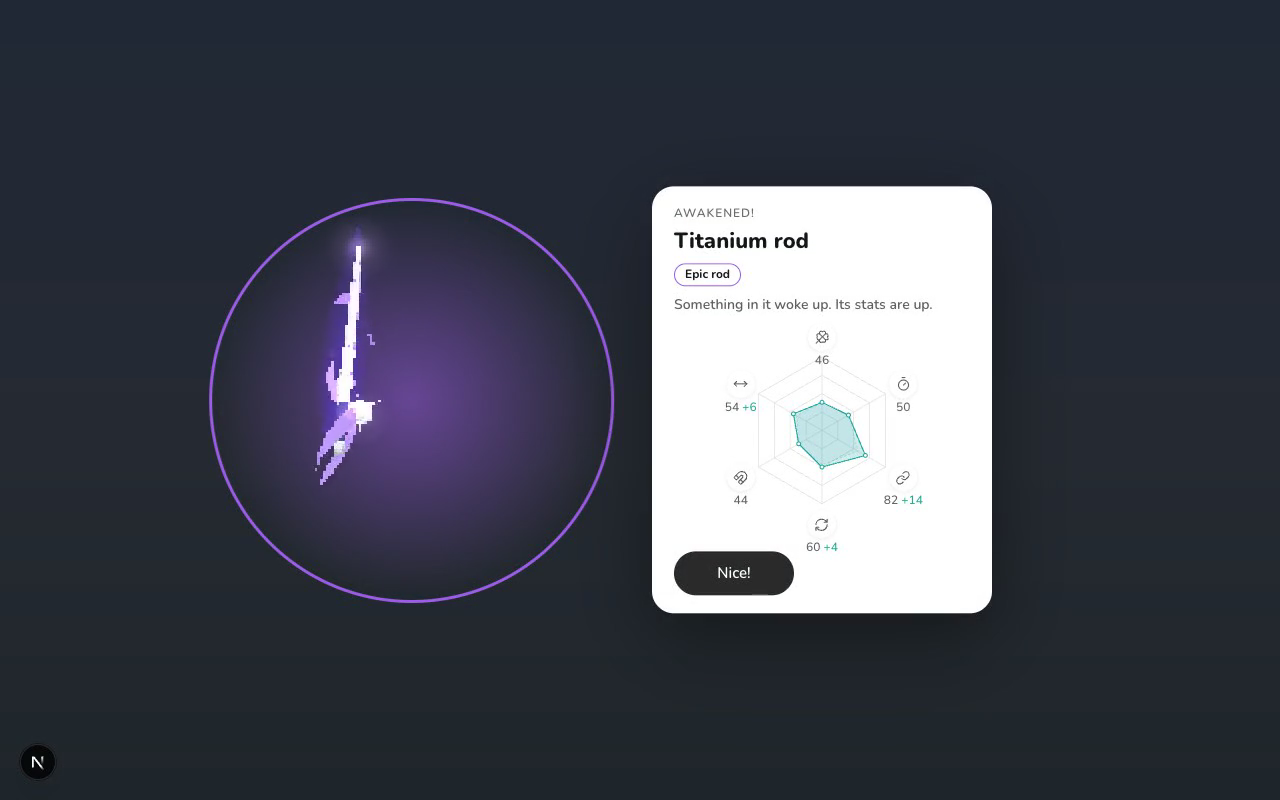 AWAKENED!
Titanium rod
Epic rod
Something in it woke up. Its stats are up.
46
54 +6
50
44
82 +14
60 +4
Nice!
N